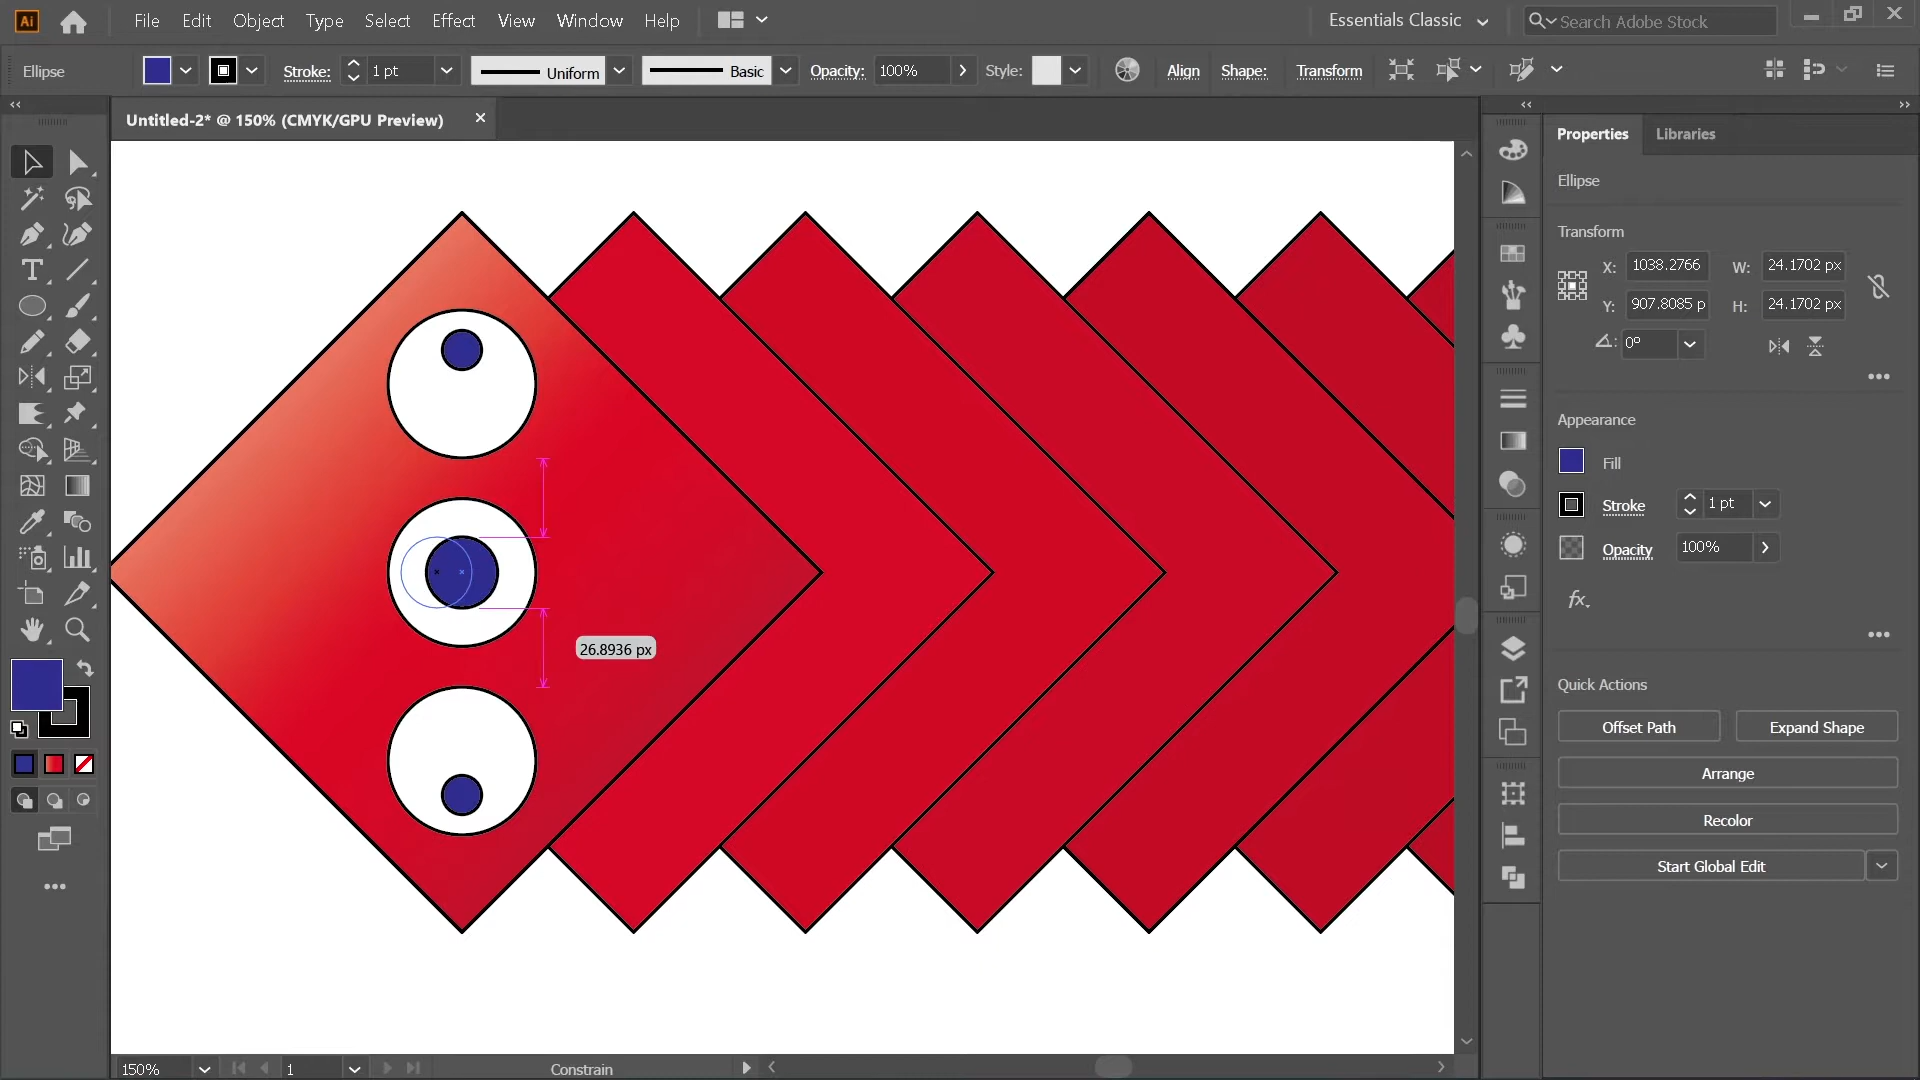 Ai File Edit Object Type Select Effect View Window Help Essentials Classic Search Adobe Stock
Ellipse Stroke: 1 pt Uniform Basic Opacity: 100% Style: Align Shape: Transform
Untitled-2* @ 150% (CMYK/GPU Preview)
Properties Libraries
Ellipse
Transform
X: 1038.2766 W: 24.1702 px
Y: 907.8085 p H: 24.1702 px
0°
Appearance
Fill
Stroke 1 pt
Opacity 100%
fx
26.8936 px
Quick Actions
Offset Path Expand Shape
Arrange
Recolor
Start Global Edit
150% 1 Constrain